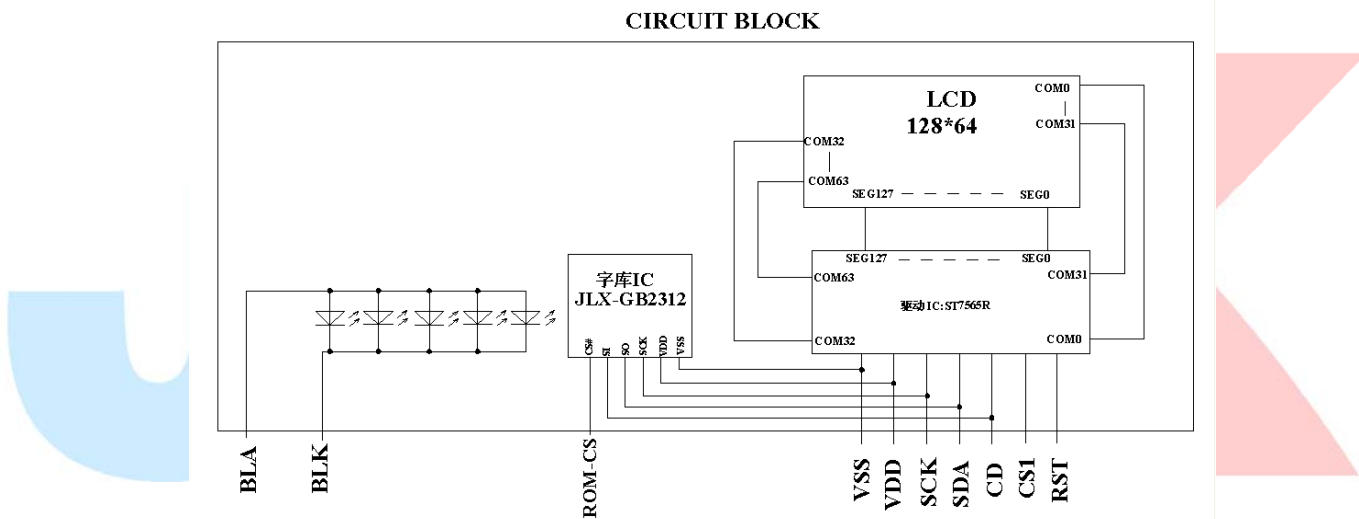 CIRCUIT BLOCK
LCD
128*64
COM0
COM31
COM32
COM63
SEG127
SEG0
SEG127
SEG0
COM63
COM31
驱动IC:ST7565R
COM32
COM0
字库IC
JLX-GB2312
CS#
SI
SO
SCK
VDD
VSS
BLA
BLK
ROM-CS
VSS
VDD
SCK
SDA
CD
CS1
RST